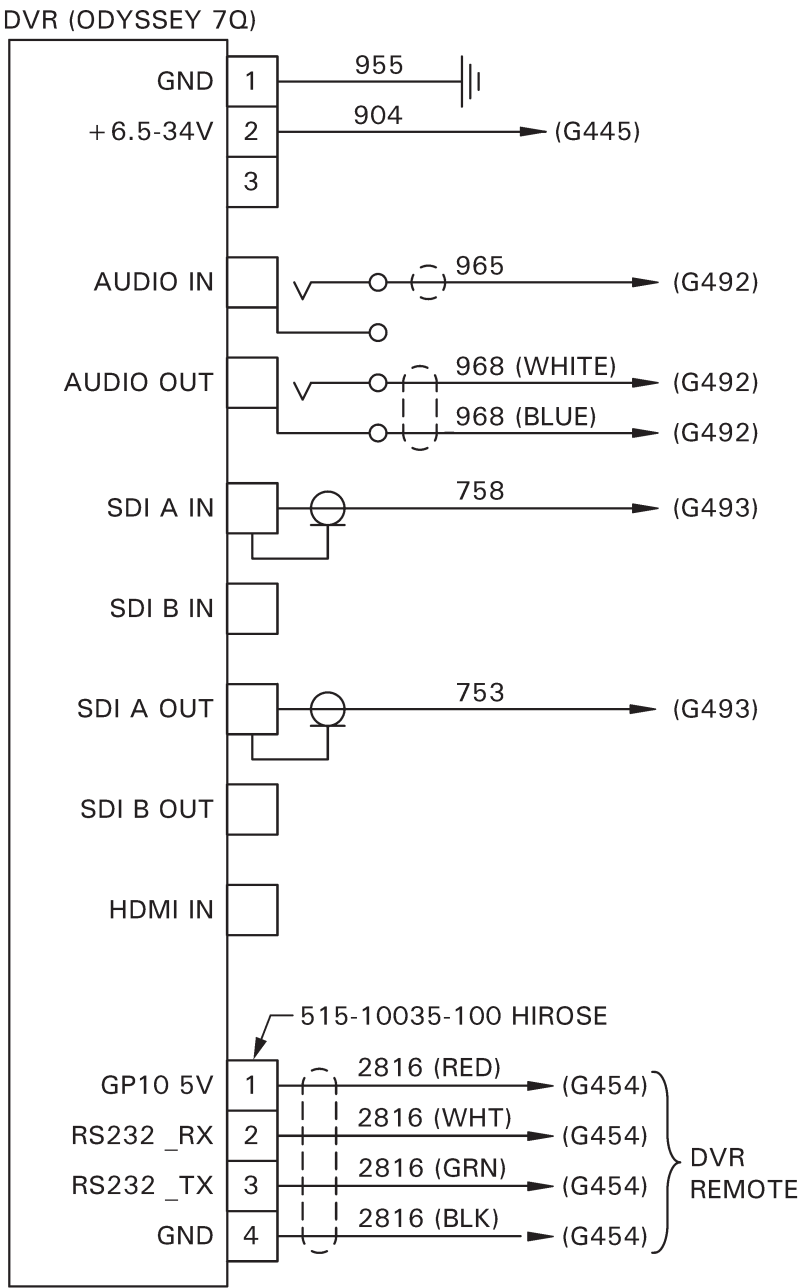 DVR (ODYSSEY 7Q)
GND 1 955
+6.5-34V 2 904 (G445)
3
AUDIO IN 965 (G492)
AUDIO OUT 968 (WHITE) (G492)
968 (BLUE) (G492)
SDI A IN 758 (G493)
SDI B IN
SDI A OUT 753 (G493)
SDI B OUT
HDMI IN
515-10035-100 HIROSE
GP10 5V 1 2816 (RED) (G454)
RS232 _RX 2 2816 (WHT) (G454)
RS232 _TX 3 2816 (GRN) (G454)
GND 4 2816 (BLK) (G454)
DVR
REMOTE